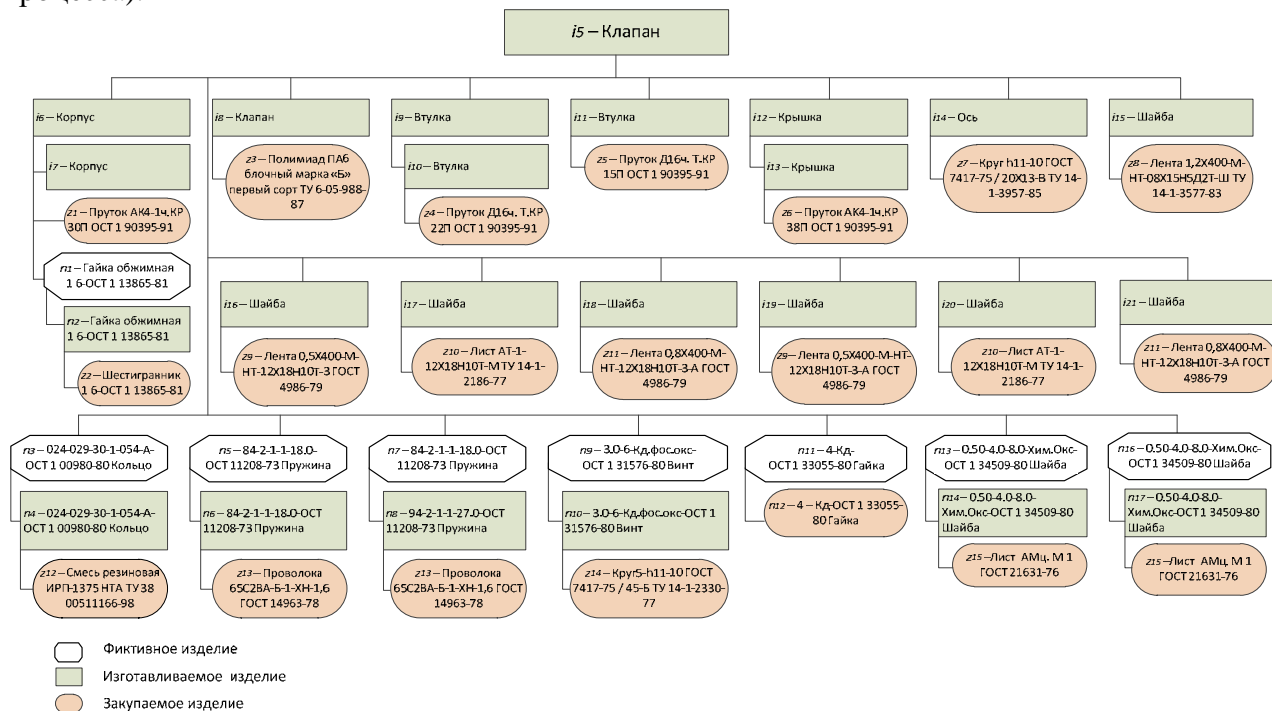 роцесса).
i5 – Клапан
i6 – Корпус
i8 – Клапан
i9 – Втулка
i11 – Втулка
i12 – Крышка
i14 – Ось
i15 – Шайба
i7 – Корпус
z3 – Полимиад ПА6
блочный марка «Б»
первый сорт ТУ 6-05-988-
87
i10 – Втулка
z5 – Пруток Д16ч. Т.КР
15П ОСТ 1 90395-91
i13 – Крышка
z7 – Круг h11-10 ГОСТ
7417-75 / 20Х13-В ТУ 14-
1-3957-85
z8 – Лента 1,2Х400-М-
НТ-08Х15Н5Д2Т-Ш ТУ
14-1-3577-83
z1 – Пруток АК4-1ч.КР
30П ОСТ 1 90395-91
z4 – Пруток Д16ч. Т.КР
22П ОСТ 1 90395-91
z6 – Пруток АК4-1ч.КР
38П ОСТ 1 90395-91
n1 – Гайка обжимная
1 6-ОСТ 1 13865-81
n2 – Гайка обжимная
1 6-ОСТ 1 13865-81
z2 – Шестигранник
1 6-ОСТ 1 13865-81
i16 – Шайба
i17 – Шайба
i18 – Шайба
i19 – Шайба
i20 – Шайба
i21 – Шайба
z9 – Лента 0,5Х400-М-
НТ-12х18Н10Т-З ГОСТ
4986-79
z10 – Лист АТ-1-
12Х18Н10Т-М ТУ 14-1-
2186-77
z11 – Лента 0,8Х400-М-
НТ-12Х18Н10Т-З-А ГОСТ
4986-79
z9 – Лента 0,5Х400-М-НТ-
12Х18Н10Т-З-А ГОСТ
4986-79
z10 – Лист АТ-1-
12Х18Н10Т-М ТУ 14-1-
2186-77
z11 – Лента 0,8Х400-М-
НТ-12Х18Н10Т-З-А ГОСТ
4986-79
n3 – 024-029-30-1-054-А-
ОСТ 1 00980-80 Кольцо
n5 – 84-2-1-1-18.0-
ОСТ 11208-73 Пружина
n7 – 84-2-1-1-18.0-ОСТ
11208-73 Пружина
n9 – 3.0-6-Кд.фос.окс-
ОСТ 1 31576-80 Винт
n11 – 4-Кд-
ОСТ 1 33055-80 Гайка
n13 – 0.50-4.0-8.0-Хим.Окс-
ОСТ 1 34509-80 Шайба
n16 – 0.50-4.0-8.0-Хим.Окс-
ОСТ 1 34509-80 Шайба
n4 – 024-029-30-1-054-А-
ОСТ 1 00980-80 Кольцо
n6 – 84-2-1-1-18.0-ОСТ
11208-73 Пружина
n8 – 94-2-1-1-27.0-ОСТ
11208-73 Пружина
n10 – 3.0-6-Кд.фос.окс-ОСТ 1
31576-80 Винт
n12 – 4 – Кд-ОСТ 1 33055-
80 Гайка
n14 – 0.50-4.0-8.0-
Хим.Окс-ОСТ 1 34509-80
Шайба
n17 – 0.50-4.0-8.0-
Хим.Окс-ОСТ 1 34509-80
Шайба
z12 – Смесь резиновая
ИРП-1375 НТА ТУ 38
00511166-98
z13 – Проволока
65С2ВА-Б-1-ХН-1,6
ГОСТ 14963-78
z13 – Проволока
65С2ВА-Б-1-ХН-1,6 ГОСТ
14963-78
z14 – Круг5-h11-10 ГОСТ
7417-75 / 45-Б ТУ 14-1-2330-
77
z15 – Лист АМц. М 1
ГОСТ 21631-76
z15 – Лист АМц. М 1
ГОСТ 21631-76
Фиктивное изделие
Изготавливаемое изделие
Закупаемое изделие